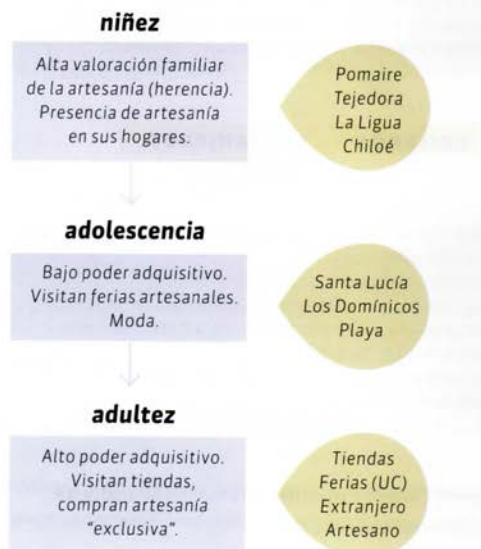 niñez
Alta valoración familiar
de la artesanía (herencia).
Presencia de artesanía
en sus hogares.
Pomaire
Tejedora
La Ligua
Chiloé
adolescencia
Bajo poder adquisitivo.
Visitan ferias artesanales.
Moda.
Santa Lucía
Los Domínicos
Playa
adultez
Alto poder adquisitivo.
Visitan tiendas,
compran artesanía
"exclusiva".
Tiendas
Ferias (UC)
Extranjero
Artesano